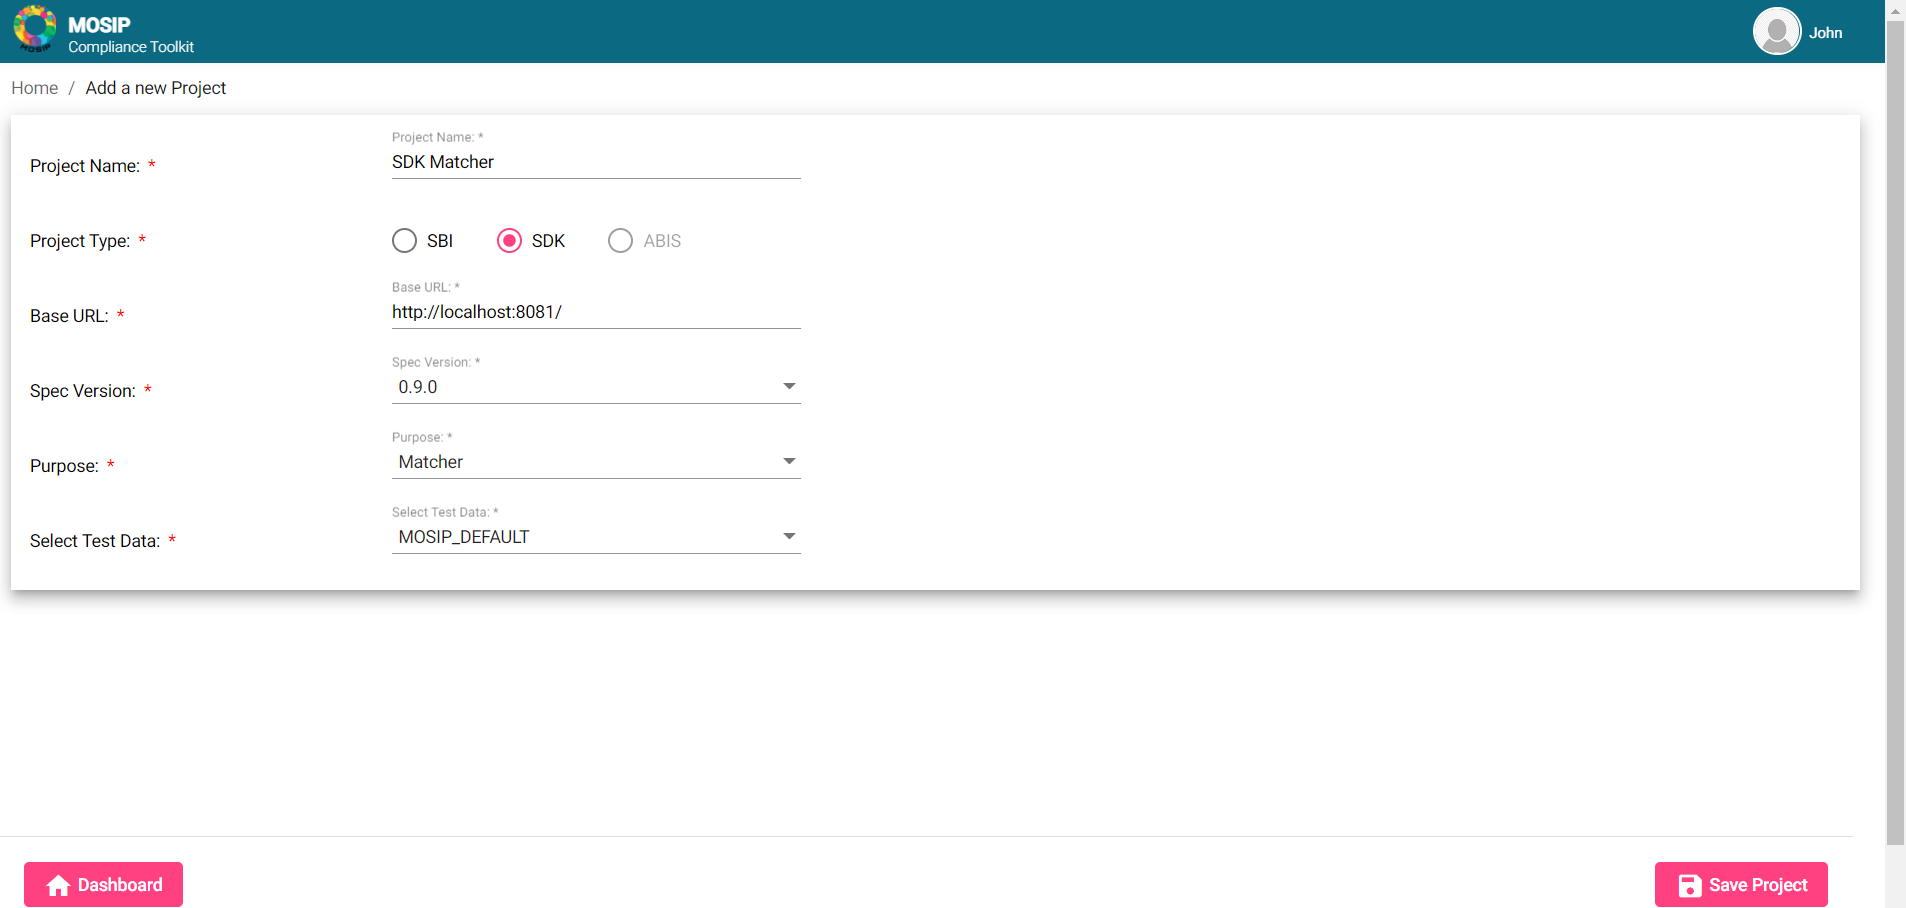 MOSIP
MOSIP
Compliance Toolkit
John
Home / Add a new Project
Project Name: *
Project Name: *
SDK Matcher
Project Type: *
SBI SDK ABIS
Base URL: *
Base URL: *
http://localhost:8081/
Spec Version: *
Spec Version: *
0.9.0
Purpose: *
Purpose: *
Matcher
Select Test Data: *
Select Test Data: *
MOSIP_DEFAULT
Dashboard
Save Project